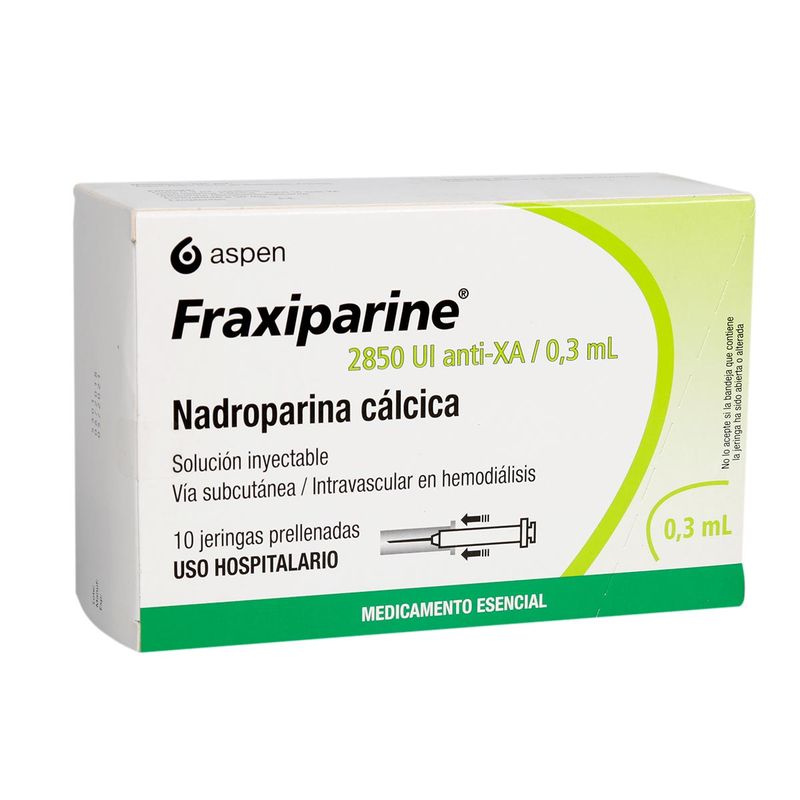 aspen
Fraxiparine®
2850 UI anti-XA / 0,3 mL
Nadroparina cálcica
Solución inyectable
Vía subcutánea / Intravascular en hemodiálisis
10 jeringas prellenadas
USO HOSPITALARIO
0,3 mL
MEDICAMENTO ESENCIAL
No lo acepte si la bandeja que contiene
la jeringa ha sido abierta o alterada